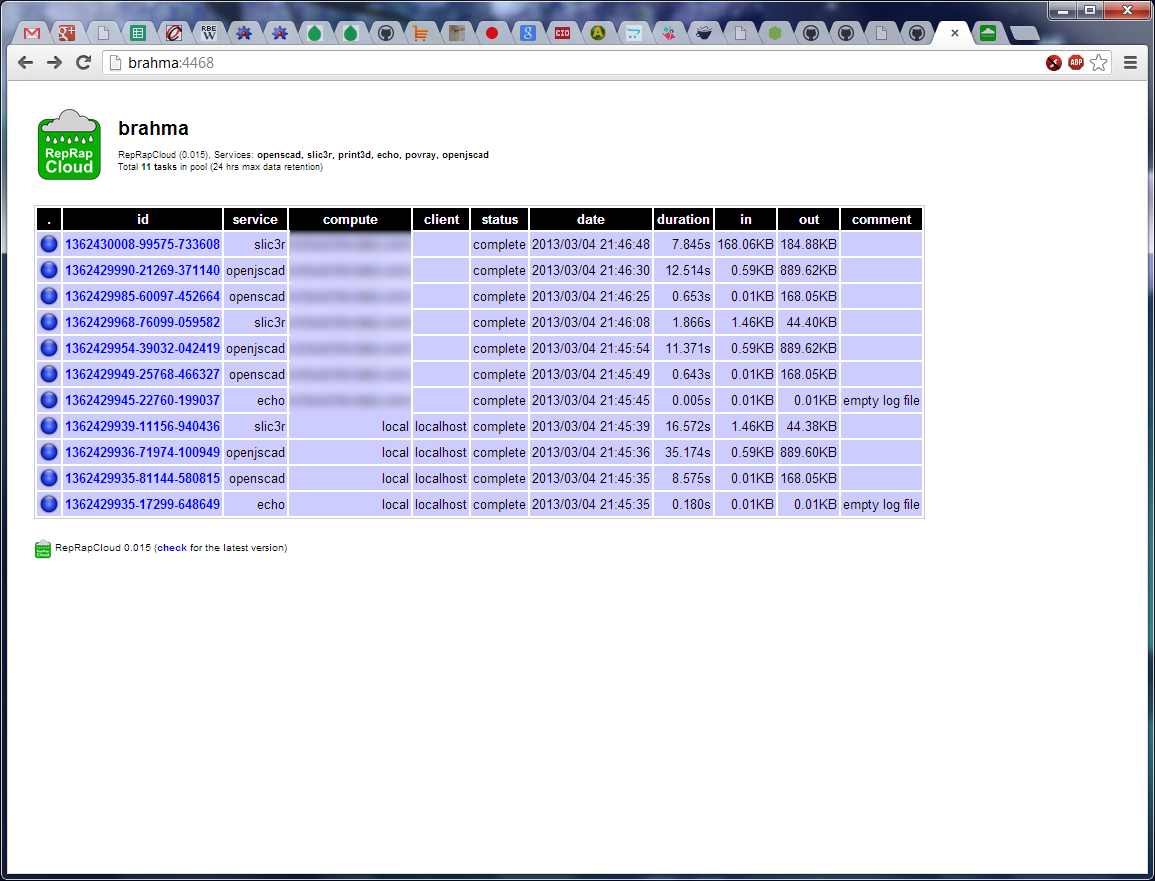 RBE
W
CIO
A
8
brahma:4468
ABP
RepRap
Cloud
brahma
RepRapCloud (0.015), Services: openscad, slic3r, print3d, echo, povray, openjscad
Total 11 tasks in pool (24 hrs max data retention)
. id service compute client status date duration in out comment
1362430008-99575-733608 slic3r complete 2013/03/04 21:46:48 7.845s 168.06KB 184.88KB
1362429990-21269-371140 openjscad complete 2013/03/04 21:46:30 12.514s 0.59KB 889.62KB
1362429985-60097-452664 openscad complete 2013/03/04 21:46:25 0.653s 0.01KB 168.05KB
1362429968-76099-059582 slic3r complete 2013/03/04 21:46:08 1.866s 1.46KB 44.40KB
1362429954-39032-042419 openjscad complete 2013/03/04 21:45:54 11.371s 0.59KB 889.62KB
1362429949-25768-466327 openscad complete 2013/03/04 21:45:49 0.643s 0.01KB 168.05KB
1362429945-22760-199037 echo complete 2013/03/04 21:45:45 0.005s 0.01KB 0.01KB empty log file
1362429939-11156-940436 slic3r local localhost complete 2013/03/04 21:45:39 16.572s 1.46KB 44.38KB
1362429936-71974-100949 openjscad local localhost complete 2013/03/04 21:45:36 35.174s 0.59KB 889.60KB
1362429935-81144-580815 openscad local localhost complete 2013/03/04 21:45:35 8.575s 0.01KB 168.05KB
1362429935-17299-648649 echo local localhost complete 2013/03/04 21:45:35 0.180s 0.01KB 0.01KB empty log file
RepRapCloud 0.015 (check for the latest version)